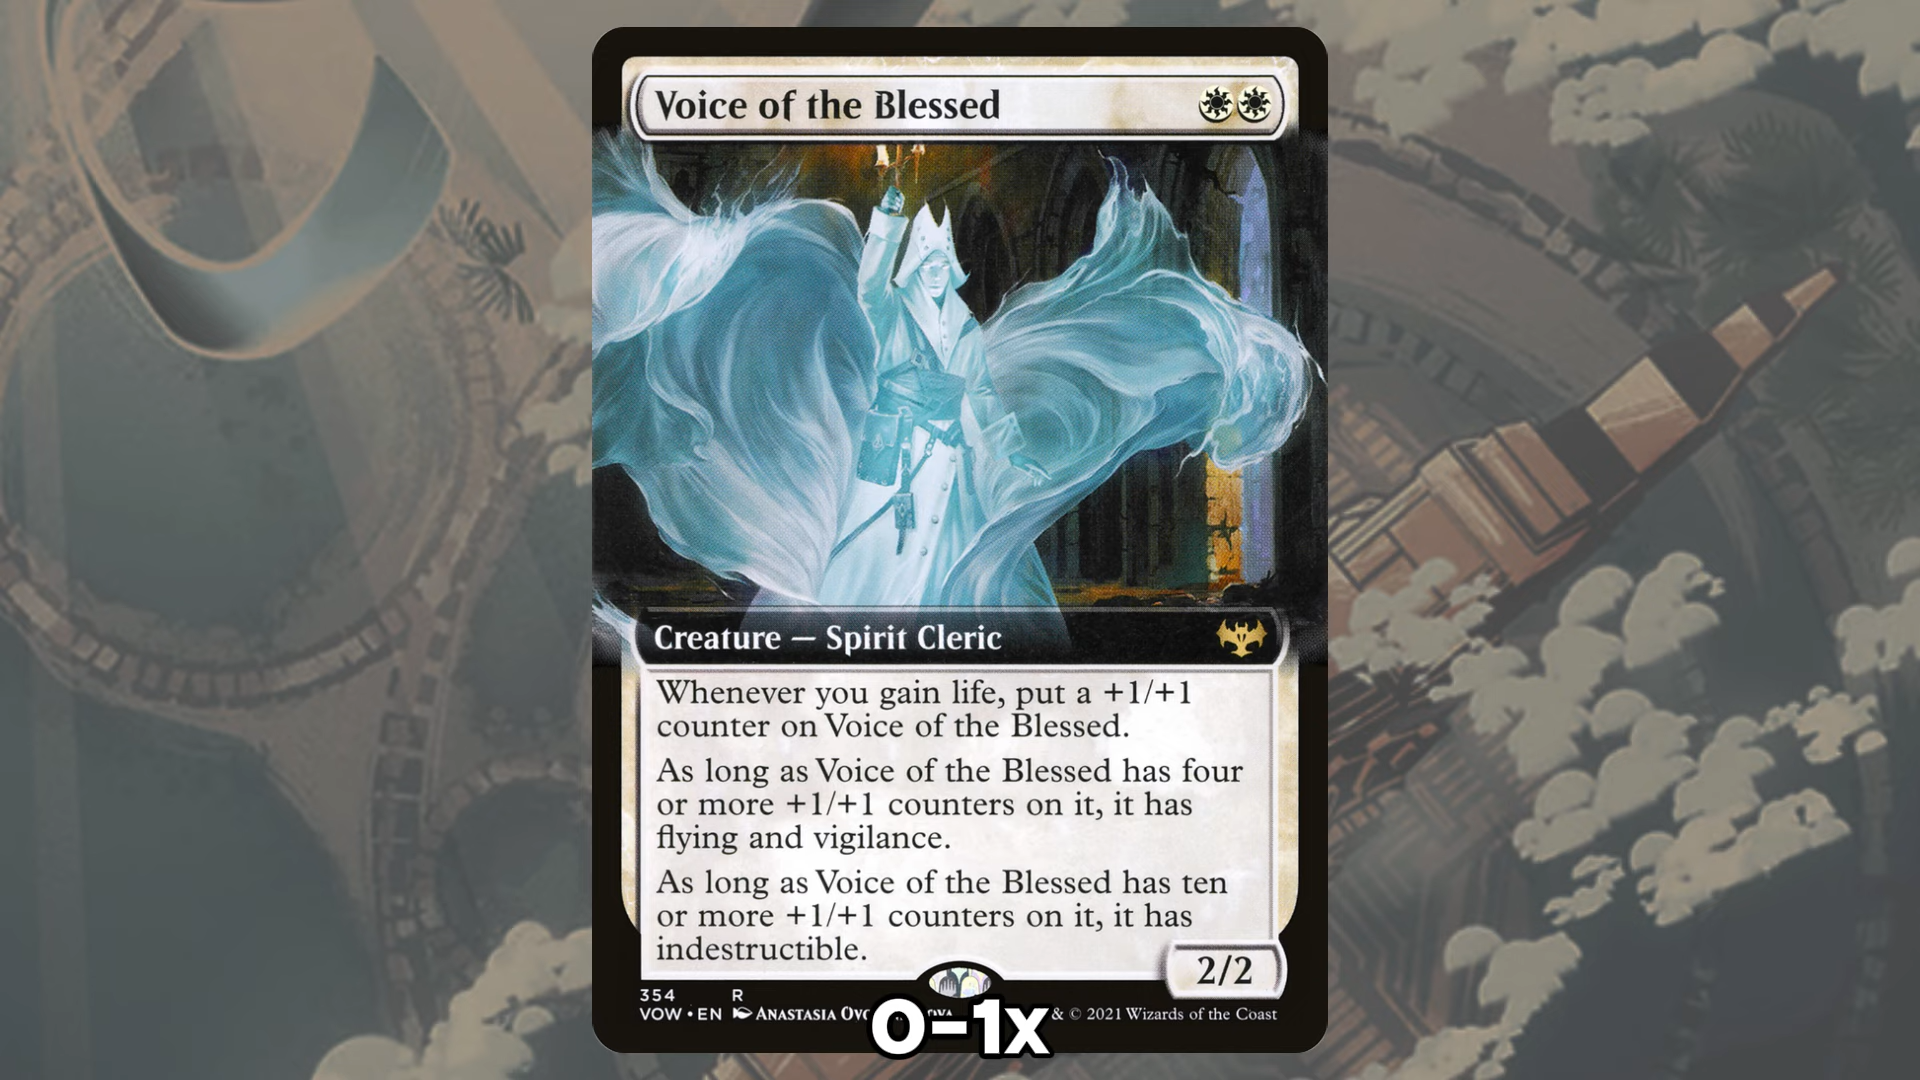 Voice of the Blessed
Creature — Spirit Cleric
Whenever you gain life, put a +1/+1
counter on Voice of the Blessed.
As long as Voice of the Blessed has four
or more +1/+1 counters on it, it has
flying and vigilance.
As long as Voice of the Blessed has ten
or more +1/+1 counters on it, it has
indestructible.
2/2
354 R
VOW • EN ANASTASIA & © 2021 Wizards of the Coast
0-1x